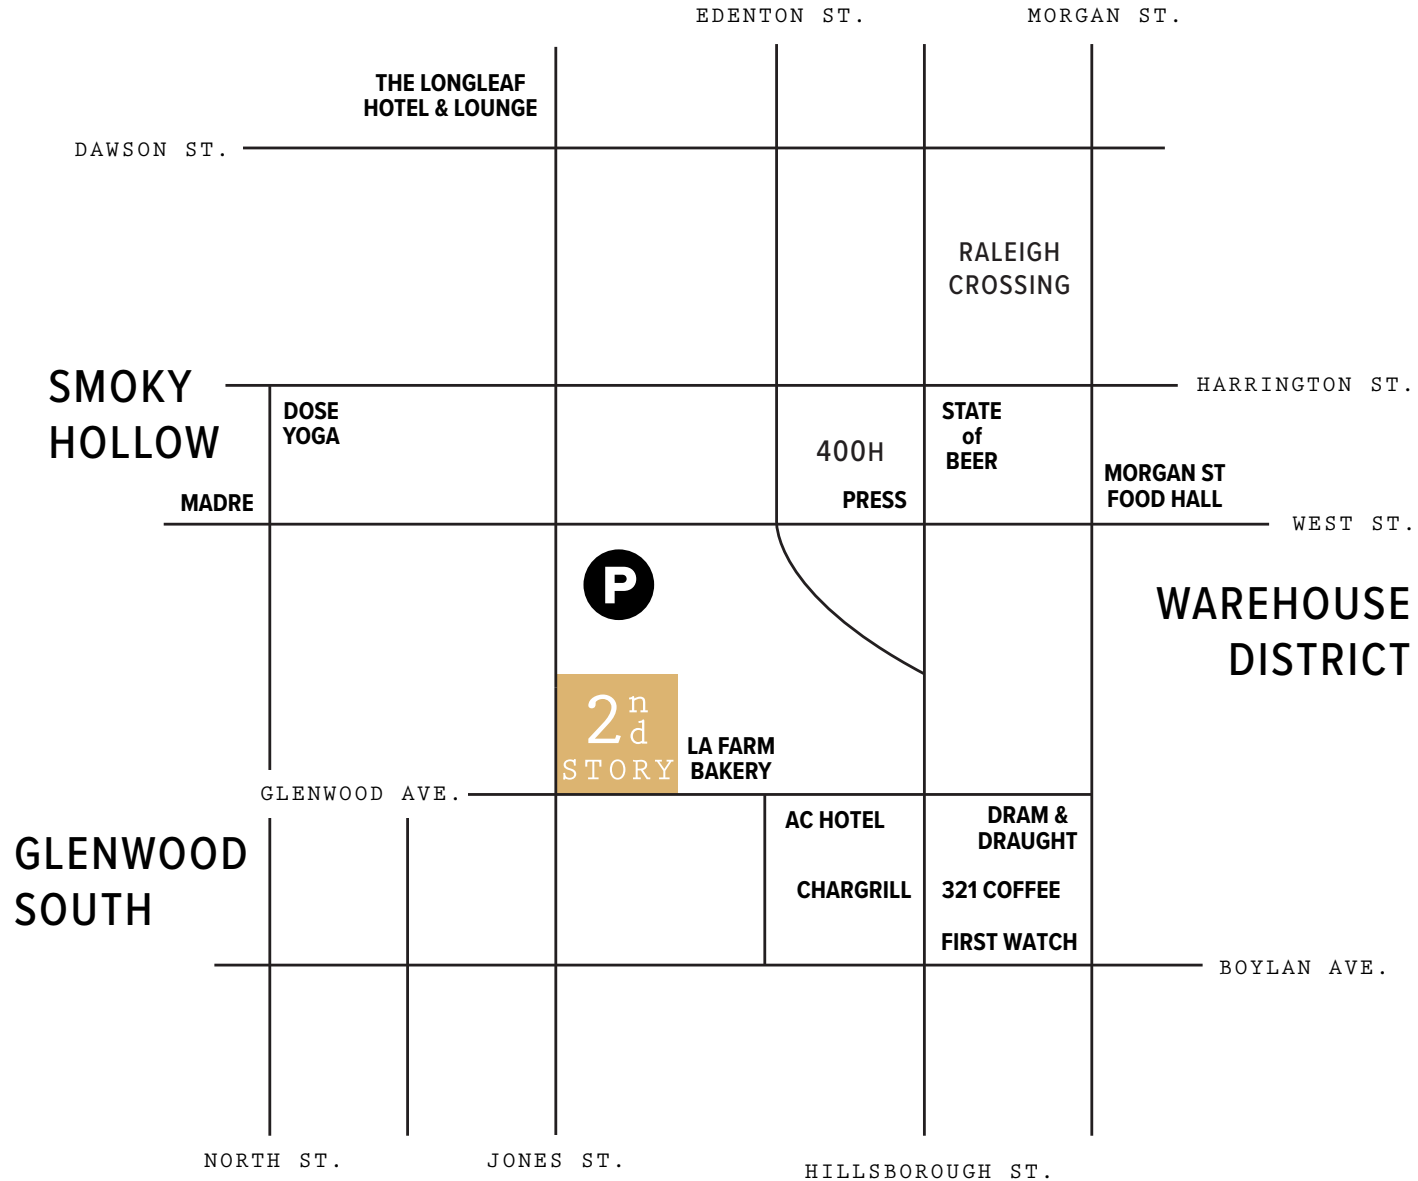 EDENTON ST.
MORGAN ST.
THE LONGLEAF
HOTEL & LOUNGE
DAWSON ST.
RALEIGH
CROSSING
SMOKY
HOLLOW
HARRINGTON ST.
DOSE
YOGA
STATE
of
BEER
400H
MORGAN ST
FOOD HALL
MADRE
PRESS
WEST ST.
P
WAREHOUSE
DISTRICT
2nd
STORY
LA FARM
BAKERY
GLENWOOD AVE.
GLENWOOD
SOUTH
AC HOTEL
DRAM &
DRAUGHT
CHARGRILL
321 COFFEE
FIRST WATCH
BOYLAN AVE.
NORTH ST.
JONES ST.
HILLSBOROUGH ST.